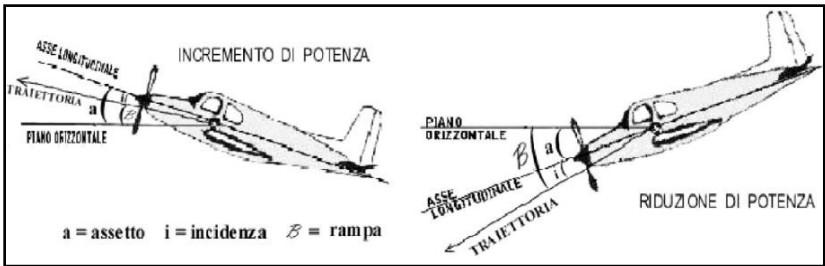 INCREMENTO DI POTENZA
ASSE LONGITUDINALE
TRAIETTORIA
a
i
B
PIANO ORIZZONTALE
a = assetto i = incidenza B = rampa
PIANO
ORIZZONTALE
B
a
i
ASSE
LONGITUDINALE
TRAIETTORIA
RIDUZIONE DI POTENZA